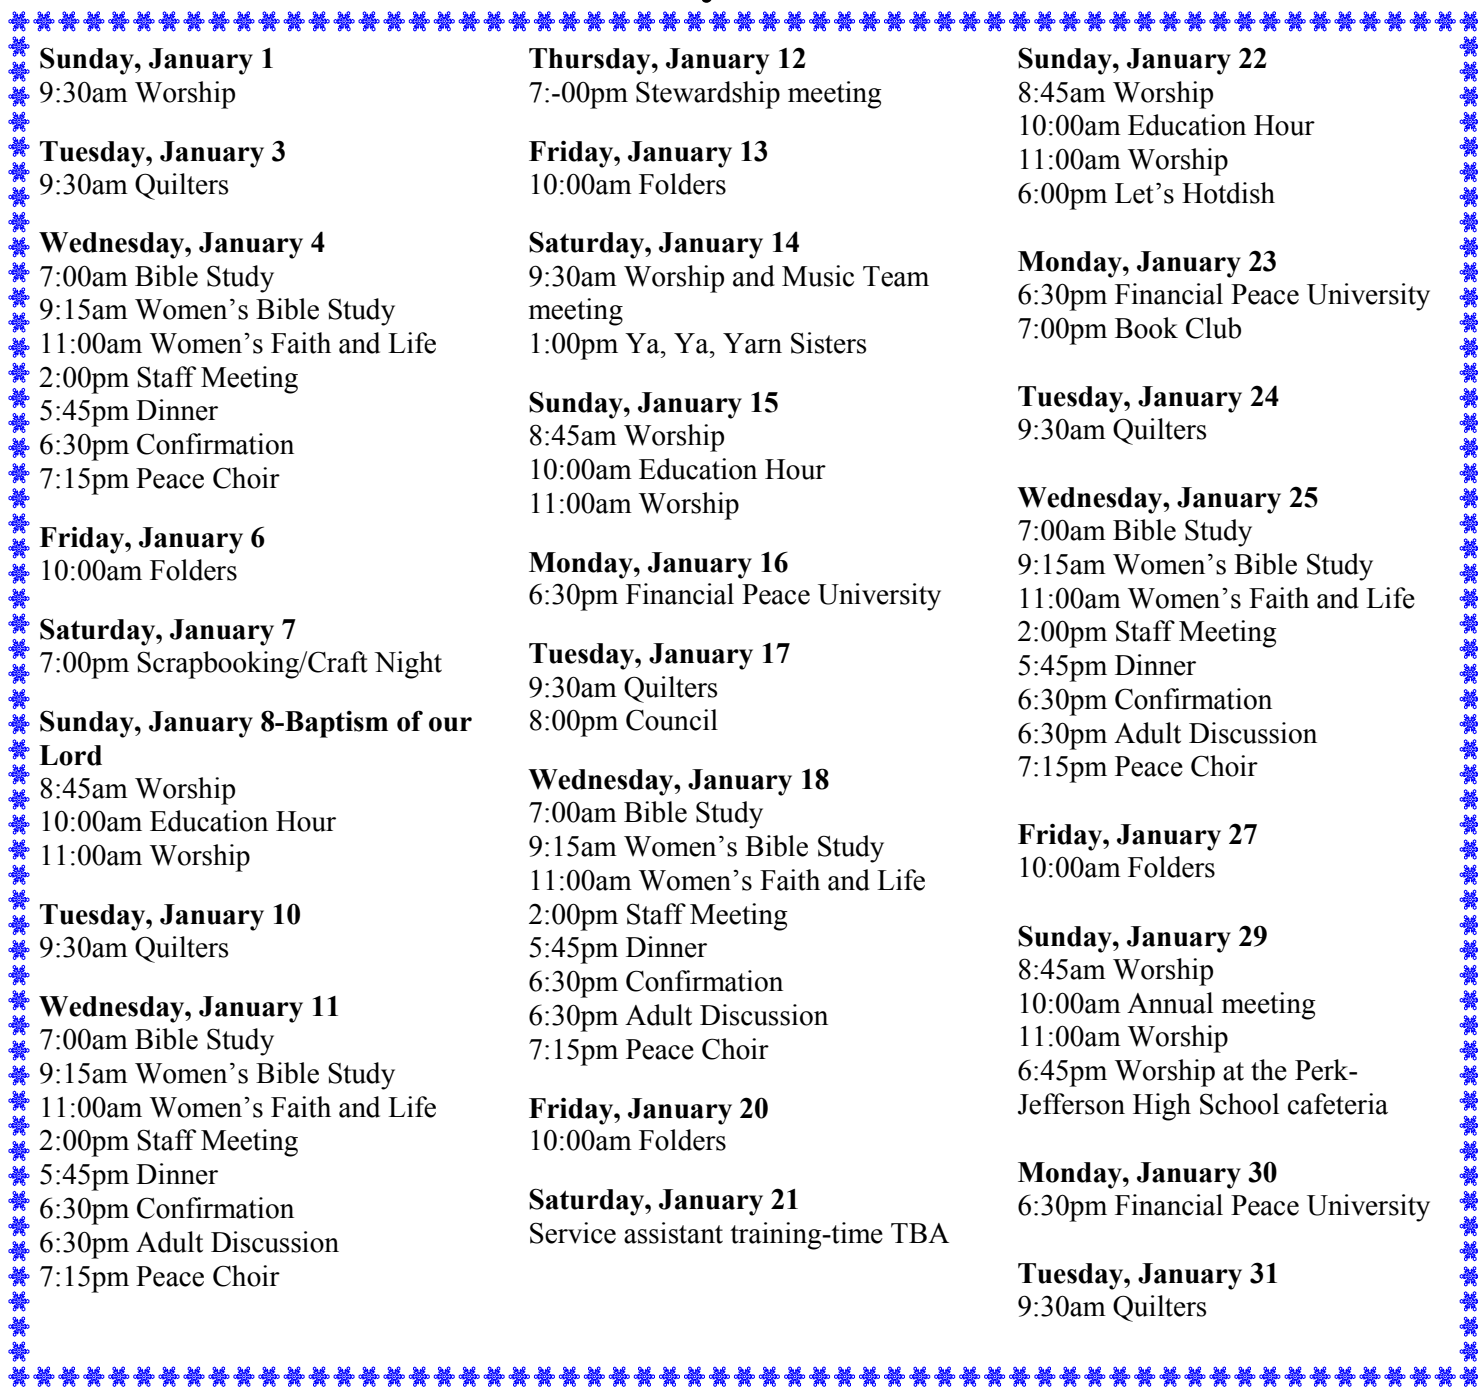 Sunday, January 1
9:30am Worship
Tuesday, January 3
9:30am Quilters
Wednesday, January 4
7:00am Bible Study
9:15am Women's Bible Study
11:00am Women's Faith and Life
2:00pm Staff Meeting
5:45pm Dinner
6:30pm Confirmation
7:15pm Peace Choir
Friday, January 6
10:00am Folders
Saturday, January 7
7:00pm Scrapbooking/Craft Night
Sunday, January 8-Baptism of our
Lord
8:45am Worship
10:00am Education Hour
11:00am Worship
Tuesday, January 10
9:30am Quilters
Wednesday, January 11
7:00am Bible Study
9:15am Women's Bible Study
11:00am Women's Faith and Life
2:00pm Staff Meeting
5:45pm Dinner
6:30pm Confirmation
6:30pm Adult Discussion
7:15pm Peace Choir
Thursday, January 12
7:-00pm Stewardship meeting
Friday, January 13
10:00am Folders
Saturday, January 14
9:30am Worship and Music Team
meeting
1:00pm Ya, Ya, Yarn Sisters
Sunday, January 15
8:45am Worship
10:00am Education Hour
11:00am Worship
Monday, January 16
6:30pm Financial Peace University
Tuesday, January 17
9:30am Quilters
8:00pm Council
Wednesday, January 18
7:00am Bible Study
9:15am Women's Bible Study
11:00am Women's Faith and Life
2:00pm Staff Meeting
5:45pm Dinner
6:30pm Confirmation
6:30pm Adult Discussion
7:15pm Peace Choir
Friday, January 20
10:00am Folders
Saturday, January 21
Service assistant training-time TBA
Sunday, January 22
8:45am Worship
10:00am Education Hour
11:00am Worship
6:00pm Let's Hotdish
Monday, January 23
6:30pm Financial Peace University
7:00pm Book Club
Tuesday, January 24
9:30am Quilters
Wednesday, January 25
7:00am Bible Study
9:15am Women's Bible Study
11:00am Women's Faith and Life
2:00pm Staff Meeting
5:45pm Dinner
6:30pm Confirmation
6:30pm Adult Discussion
7:15pm Peace Choir
Friday, January 27
10:00am Folders
Sunday, January 29
8:45am Worship
10:00am Annual meeting
11:00am Worship
6:45pm Worship at the Perk-
Jefferson High School cafeteria
Monday, January 30
6:30pm Financial Peace University
Tuesday, January 31
9:30am Quilters